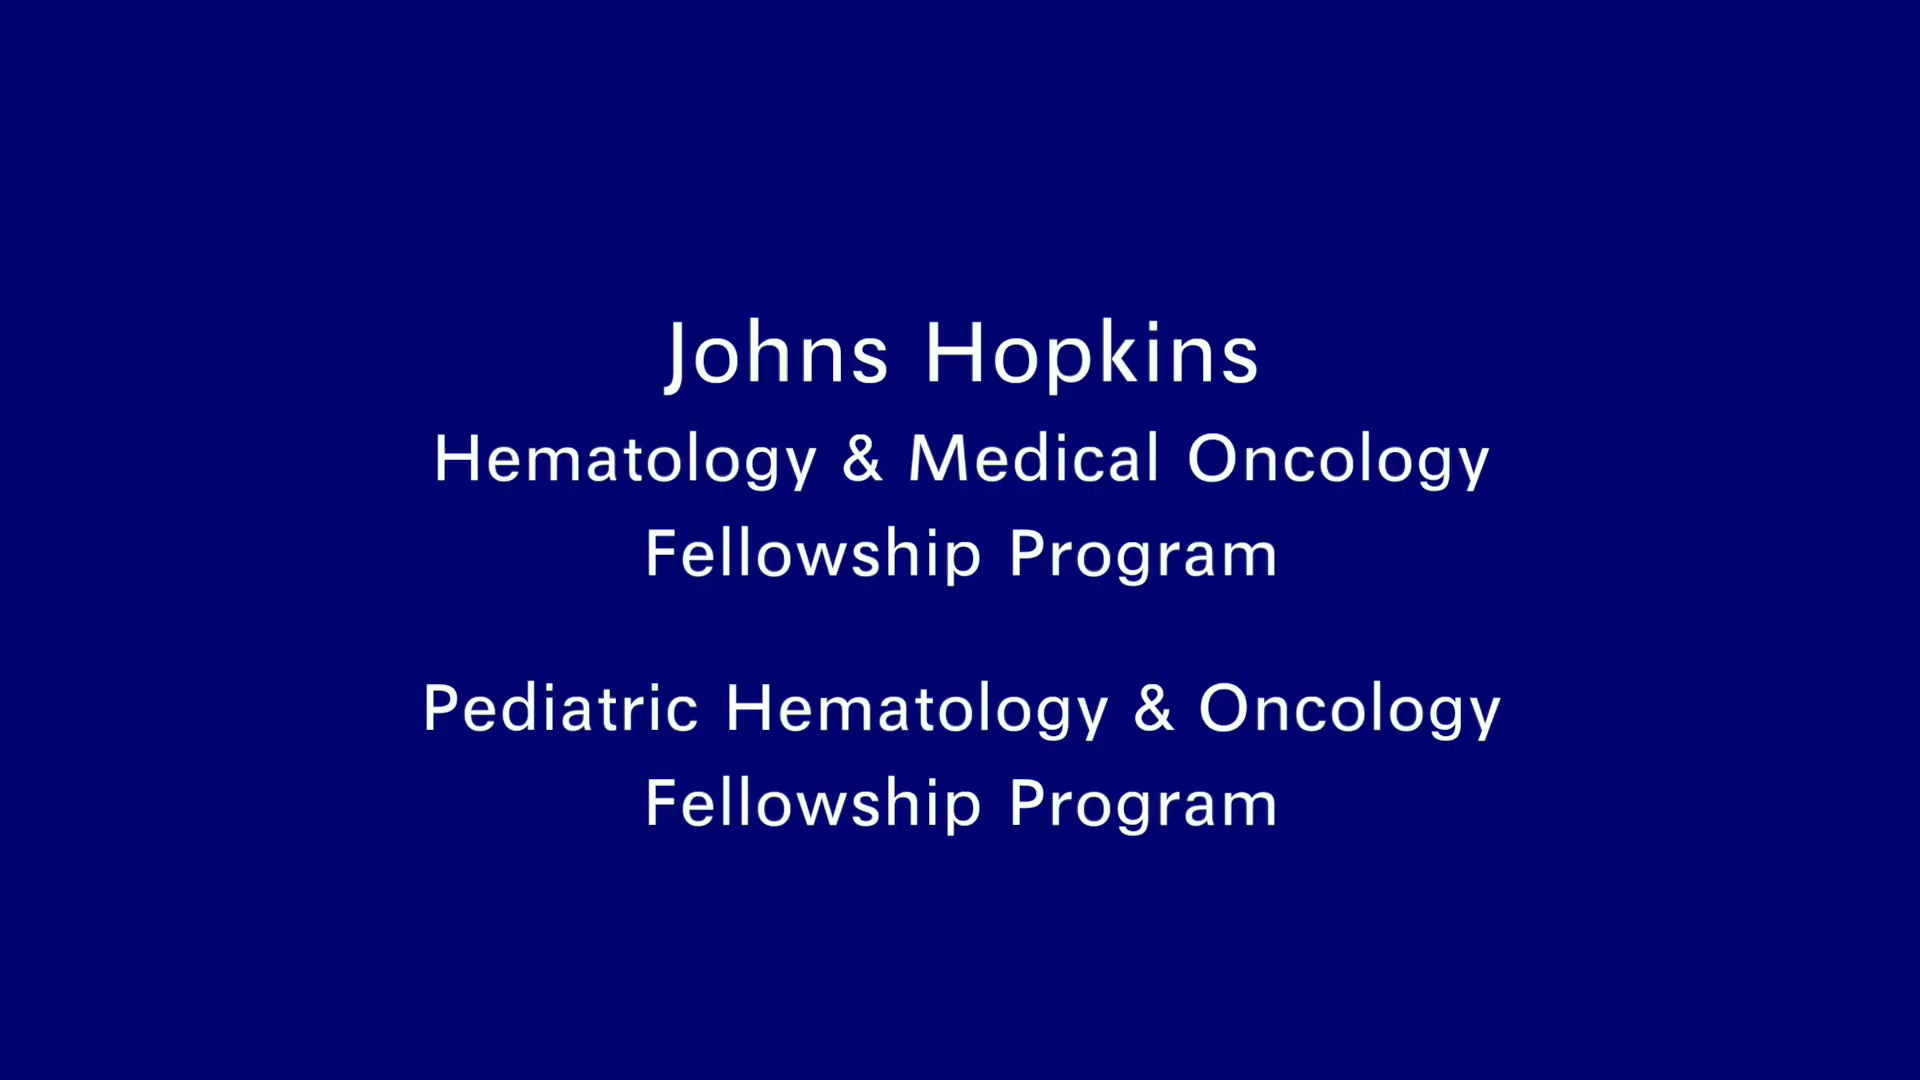 Johns Hopkins
Hematology & Medical Oncology
Fellowship Program
Pediatric Hematology & Oncology
Fellowship Program